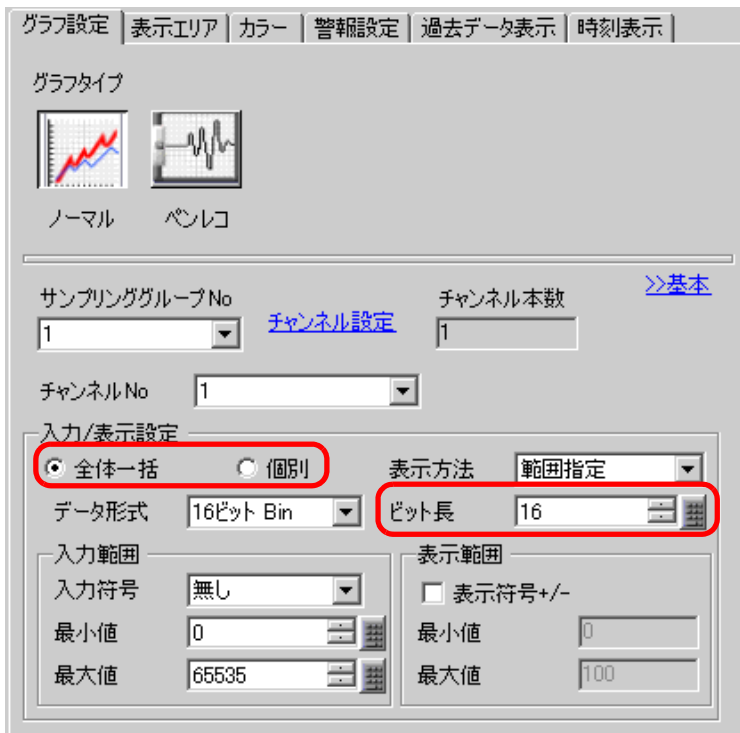 グラフ設定 表示エリア カラー 警報設定 過去データ表示 時刻表示
グラフタイプ
ノーマル ペンレコ
>>基本
サンプリンググループNo チャンネル設定 チャンネル本数
1 1
チャンネルNo 1
入力/表示設定
全体一括 個別 表示方法 範囲指定
データ形式 16ビット Bin ビット長 16
入力範囲 表示範囲
入力符号 無し 表示符号+/-
最小値 0 最小値 0
最大値 65535 最大値 100